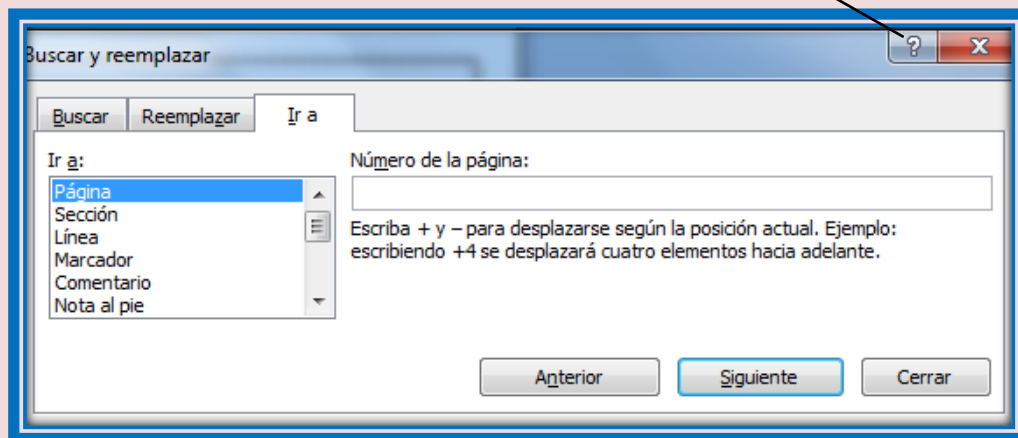 Buscar y reemplazar
? X
Buscar Reemplazar Ir a
Ir a:
Página
Sección
Línea
Marcador
Comentario
Nota al pie
Número de la página:
Escriba + y – para desplazarse según la posición actual. Ejemplo:
escribiendo +4 se desplazará cuatro elementos hacia adelante.
Anterior Siguiente Cerrar